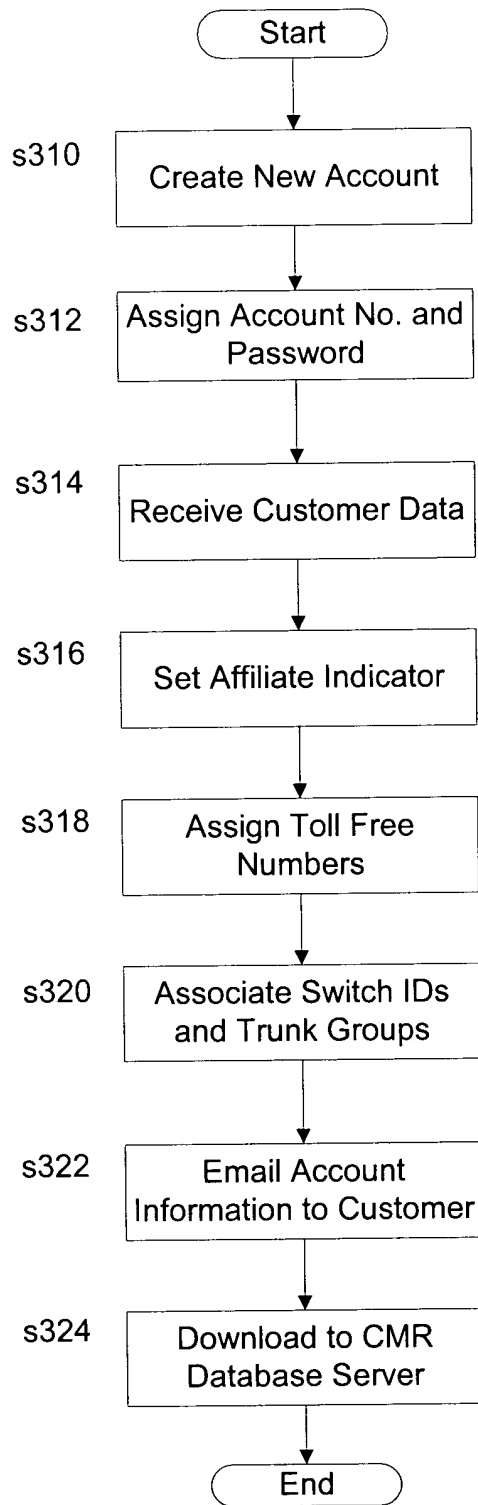 Start
s310
Create New Account
s312
Assign Account No. and
Password
s314
Receive Customer Data
s316
Set Affiliate Indicator
s318
Assign Toll Free
Numbers
s320
Associate Switch IDs
and Trunk Groups
s322
Email Account
Information to Customer
s324
Download to CMR
Database Server
End